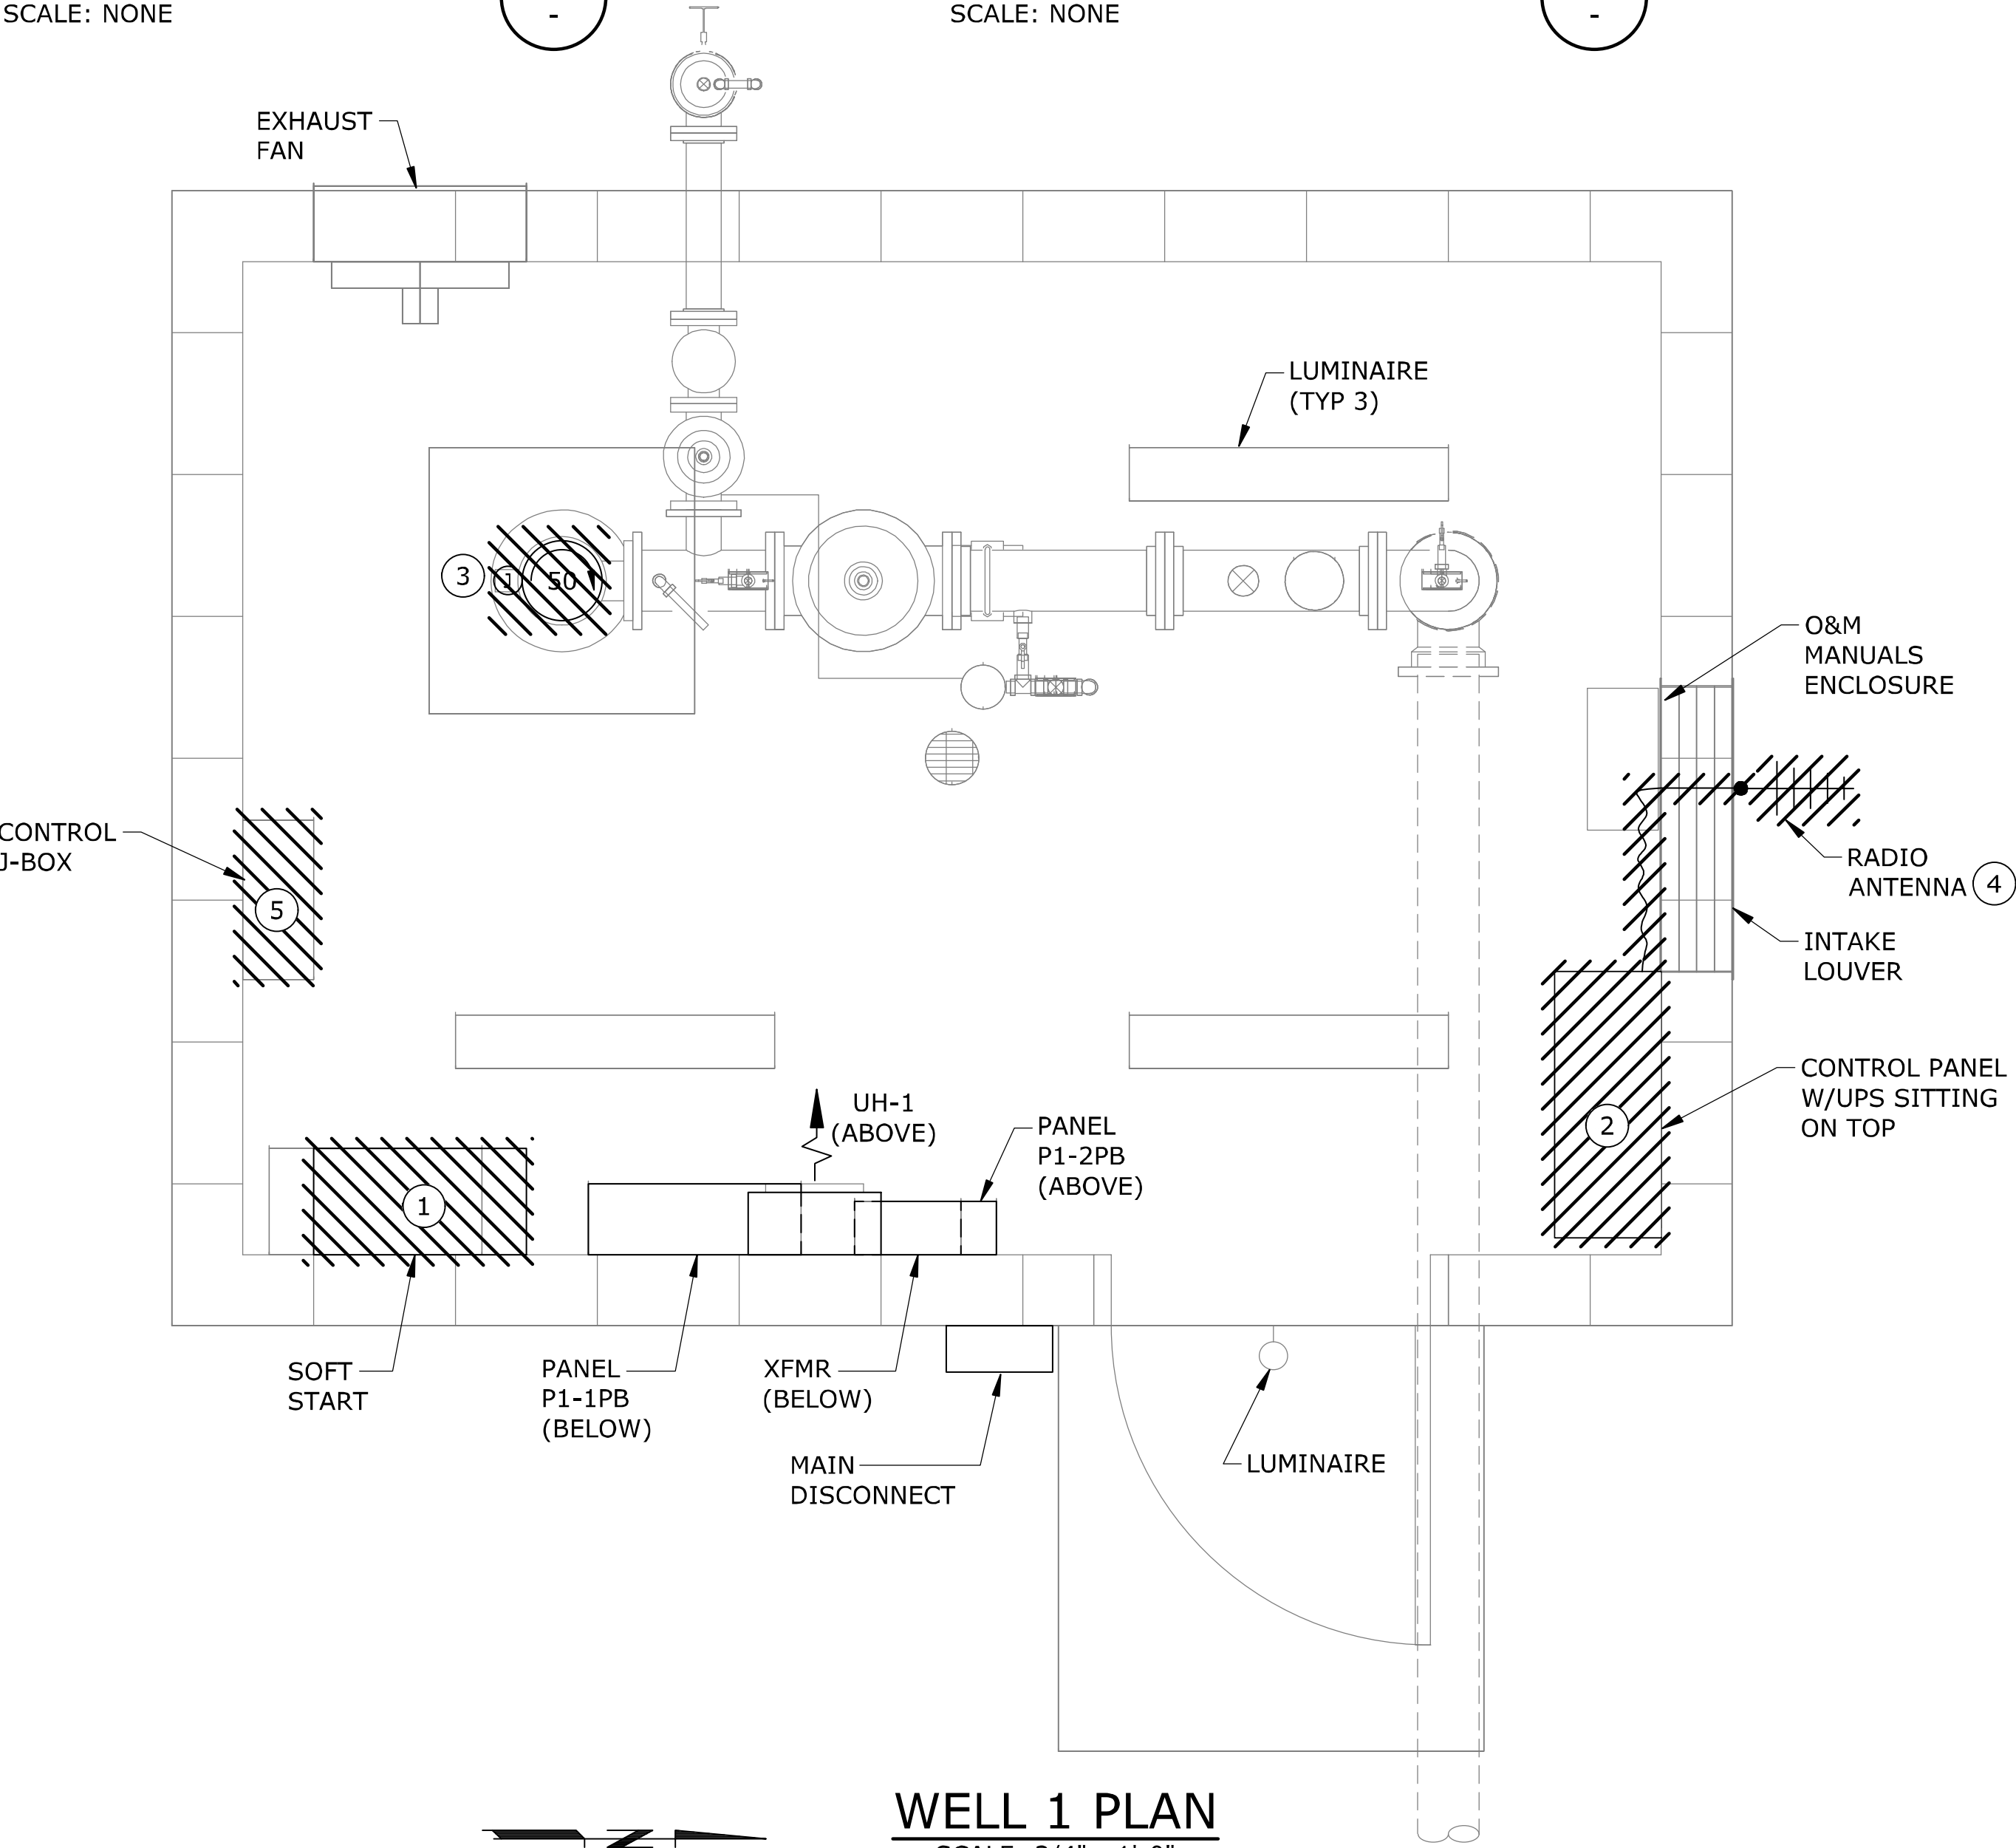 SCALE: NONE
-
SCALE: NONE
-
EXHAUST
FAN
LUMINAIRE
(TYP 3)
3
1
50
O&M
MANUALS
ENCLOSURE
CONTROL
J-BOX
5
RADIO
ANTENNA 4
INTAKE
LOUVER
CONTROL PANEL
W/UPS SITTING
ON TOP
2
UH-1
(ABOVE)
PANEL
P1-2PB
(ABOVE)
1
SOFT
START
PANEL
P1-1PB
(BELOW)
XFMR
(BELOW)
MAIN
DISCONNECT
LUMINAIRE
WELL 1 PLAN